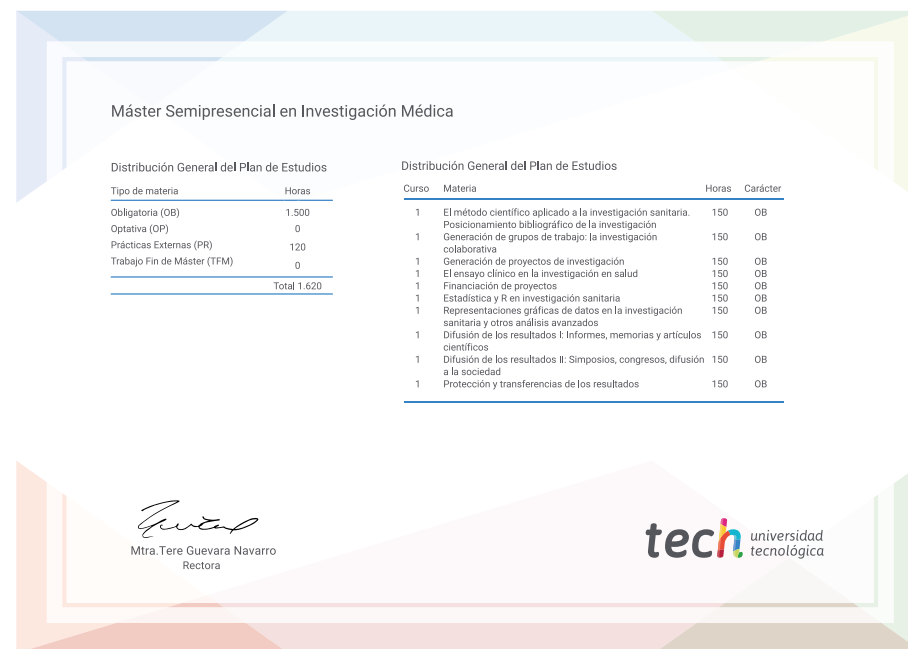 Máster Semipresencial en Investigación Médica
Distribución General del Plan de Estudios
Tipo de materia Horas
Obligatoria (OB) 1.500
Optativa (OP) 0
Prácticas Externas (PR) 120
Trabajo Fin de Máster (TFM) 0
Total 1.620
Distribución General del Plan de Estudios
Curso Materia Horas Carácter
1 El método científico aplicado a la investigación sanitaria. 150 OB
Posicionamiento bibliográfico de la investigación
1 Generación de grupos de trabajo: la investigación 150 OB
colaborativa
1 Generación de proyectos de investigación 150 OB
1 El ensayo clínico en la investigación en salud 150 OB
1 Financiación de proyectos 150 OB
1 Estadística y R en investigación sanitaria 150 OB
1 Representaciones gráficas de datos en la investigación 150 OB
sanitaria y otros análisis avanzados
1 Difusión de los resultados I: Informes, memorias y artículos 150 OB
científicos
1 Difusión de los resultados II: Simposios, congresos, difusión 150 OB
a la sociedad
1 Protección y transferencias de los resultados 150 OB
Mtra.Tere Guevara Navarro
Rectora
tech universidad
tecnológica